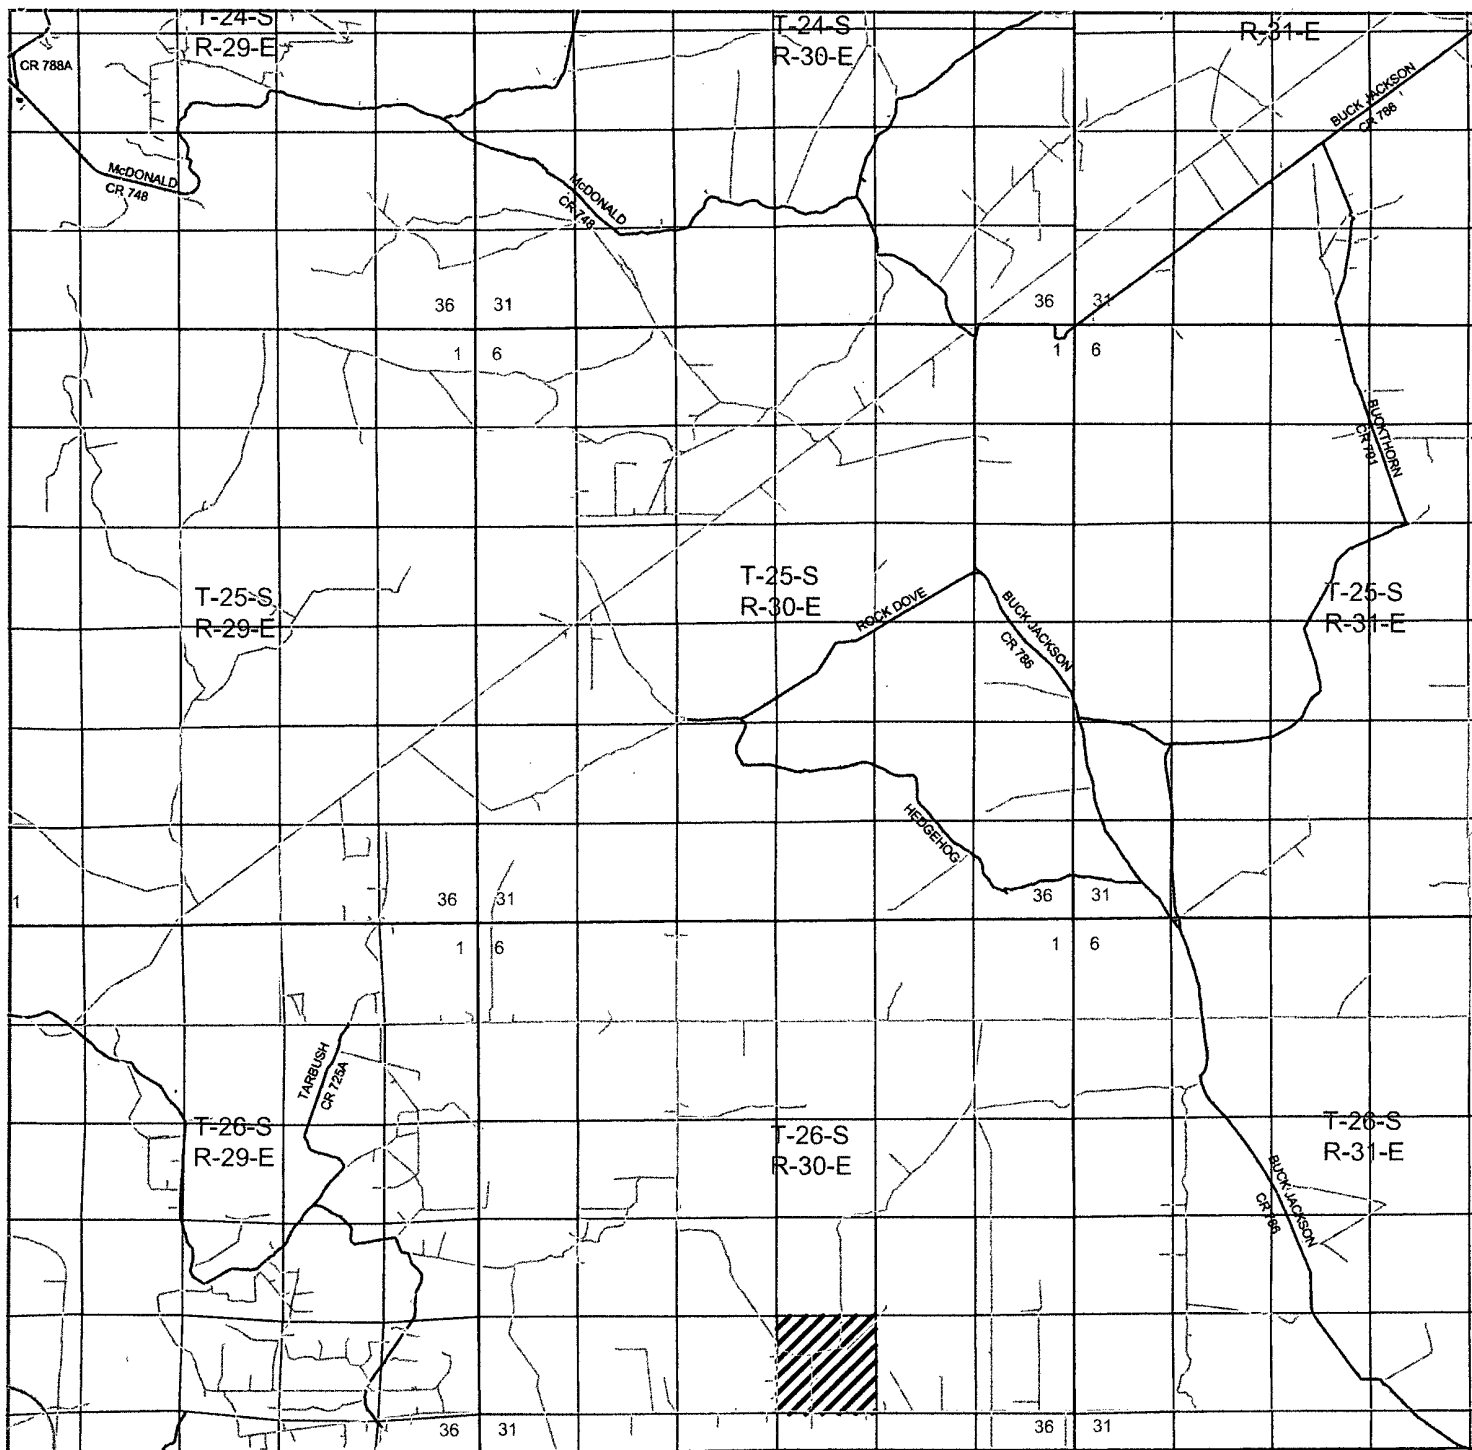 T-24-S
R-29-E
T-24-S
R-30-E
R-31-E
CR 788A
BUCK JACKSON
CR 786
McDONALD
CR 748
McDONALD
CR 748
36 31
36 31
1 6
1 6
BUCKTHORN
CR 791
T-25-S
R-29-E
T-25-S
R-30-E
T-25-S
R-31-E
ROCK DOVE
BUCK JACKSON
CR 786
HEDGEHOG
1
36 31
36 31
1 6
1 6
TARBUSH
CR 725A
T-26-S
R-29-E
T-26-S
R-30-E
T-26-S
R-31-E
BUCK JACKSON
CR 786
36 31
36 31